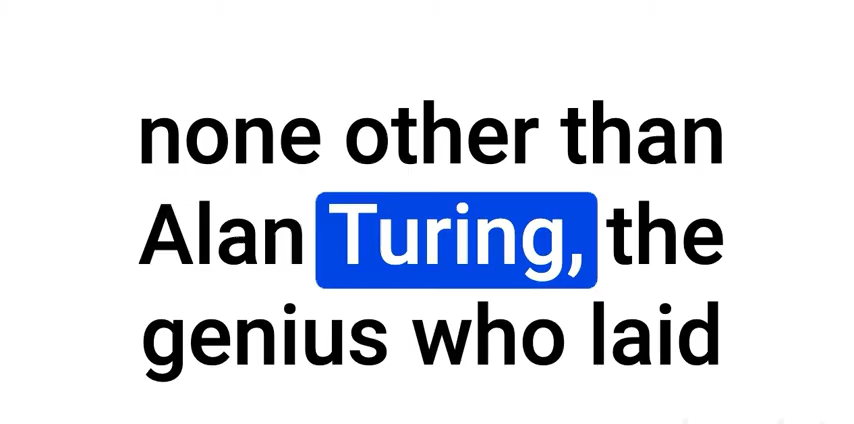 none other than
Alan Turing, the
genius who laid